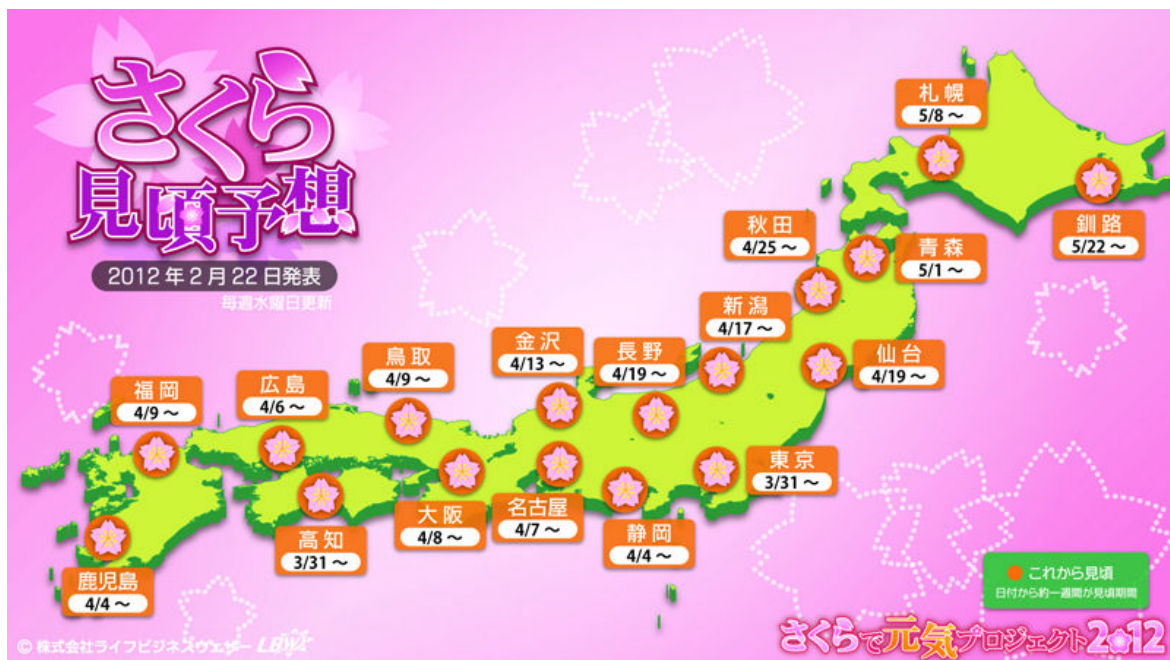 さくら
見頃予想
2012年2月22日発表
毎週水曜日更新
札幌
5/8～
釧路
5/22～
秋田
4/25～
青森
5/1～
新潟
4/17～
仙台
4/19～
金沢
4/13～
長野
4/19～
鳥取
4/9～
広島
4/6～
福岡
4/9～
東京
3/31～
名古屋
4/7～
静岡
4/4～
大阪
4/8～
高知
3/31～
鹿児島
4/4～
これから見頃
日付から約一週間が見頃期間
さくらで元気プロジェクト2012
© 株式会社ライフビジネスウェザー LBW